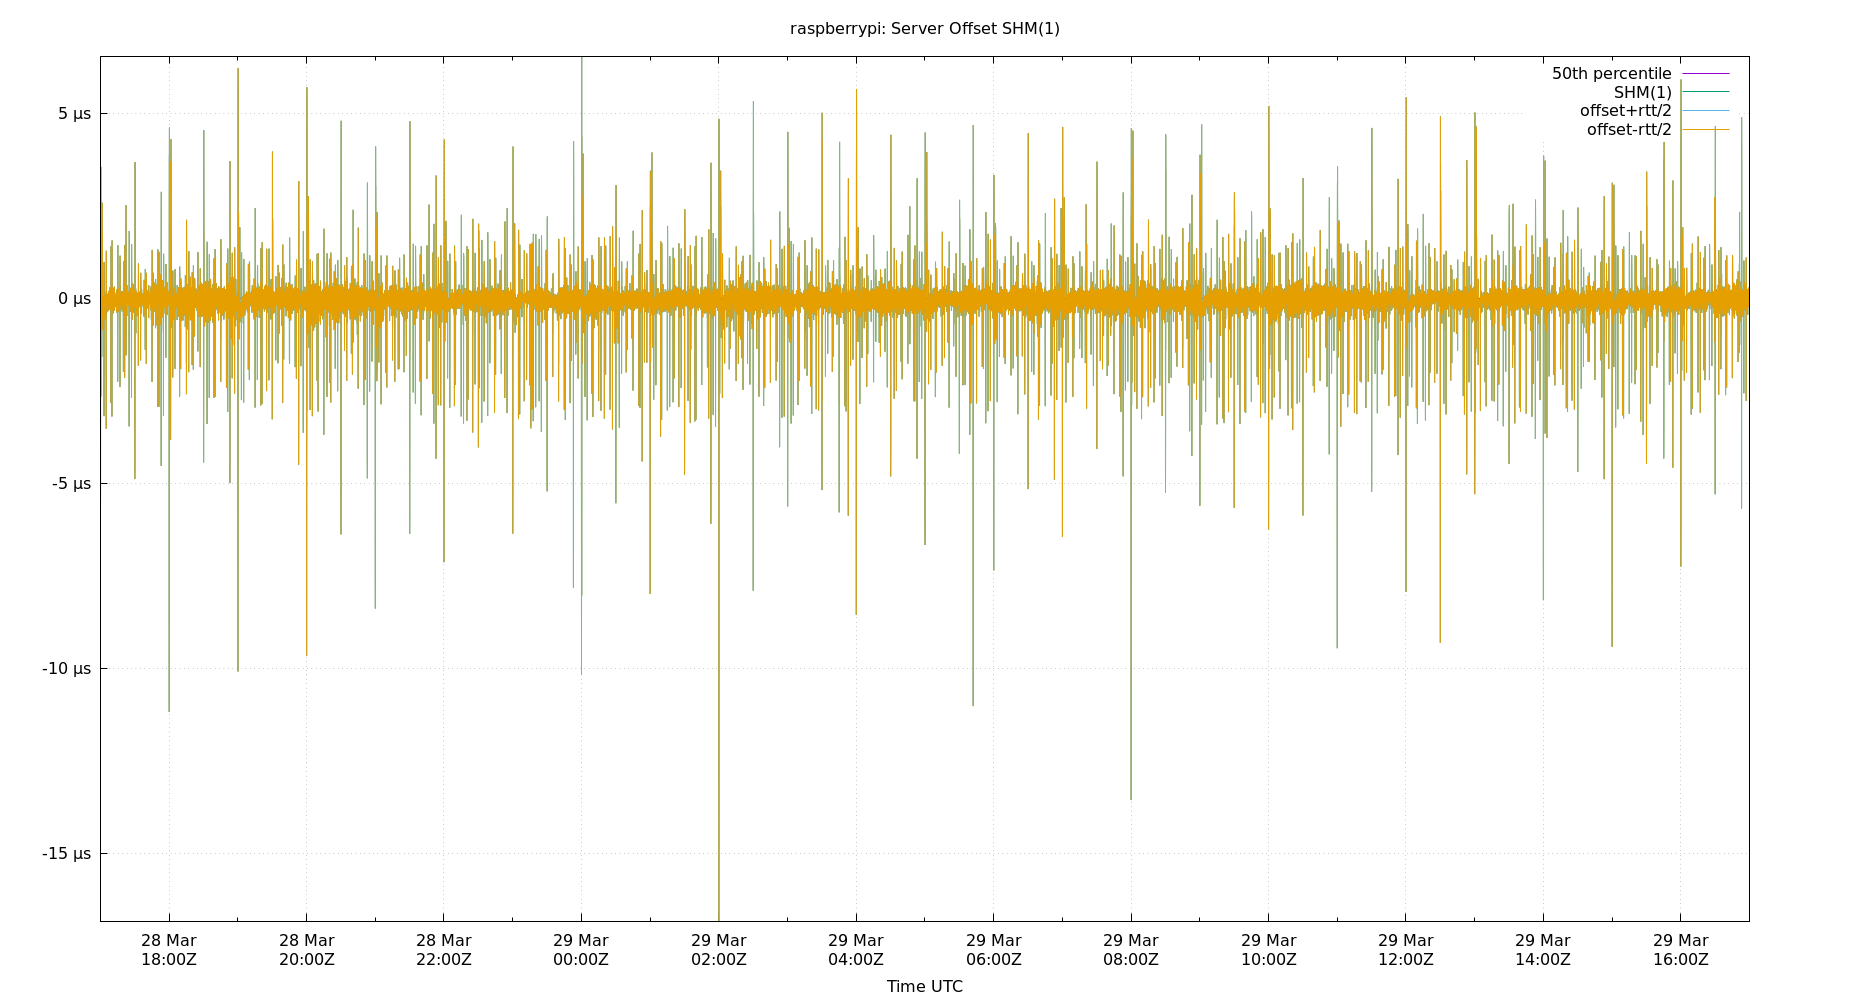 raspberrypi: Server Offset SHM(1)
50th percentile
SHM(1)
offset+rtt/2
offset-rtt/2
5 µs
0 µs
-5 µs
-10 µs
-15 µs
28 Mar 28 Mar 28 Mar 29 Mar 29 Mar 29 Mar 29 Mar 29 Mar 29 Mar 29 Mar 29 Mar 29 Mar
18:00Z 20:00Z 22:00Z 00:00Z 02:00Z 04:00Z 06:00Z 08:00Z 10:00Z 12:00Z 14:00Z 16:00Z
Time UTC